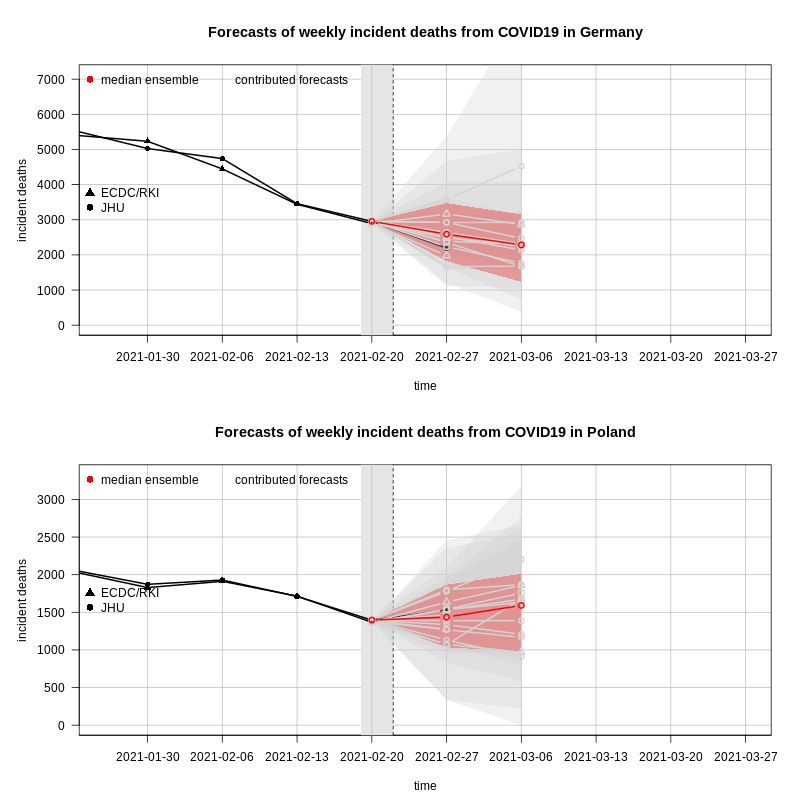 Forecasts of weekly incident deaths from COVID19 in Germany
median ensemble contributed forecasts
7000
6000
5000
4000
3000
2000
1000
0
incident deaths
ECDC/RKI
JHU
2021-01-30 2021-02-06 2021-02-13 2021-02-20 2021-02-27 2021-03-06 2021-03-13 2021-03-20 2021-03-27
time
Forecasts of weekly incident deaths from COVID19 in Poland
median ensemble contributed forecasts
3000
2500
2000
1500
1000
500
0
incident deaths
ECDC/RKI
JHU
2021-01-30 2021-02-06 2021-02-13 2021-02-20 2021-02-27 2021-03-06 2021-03-13 2021-03-20 2021-03-27
time